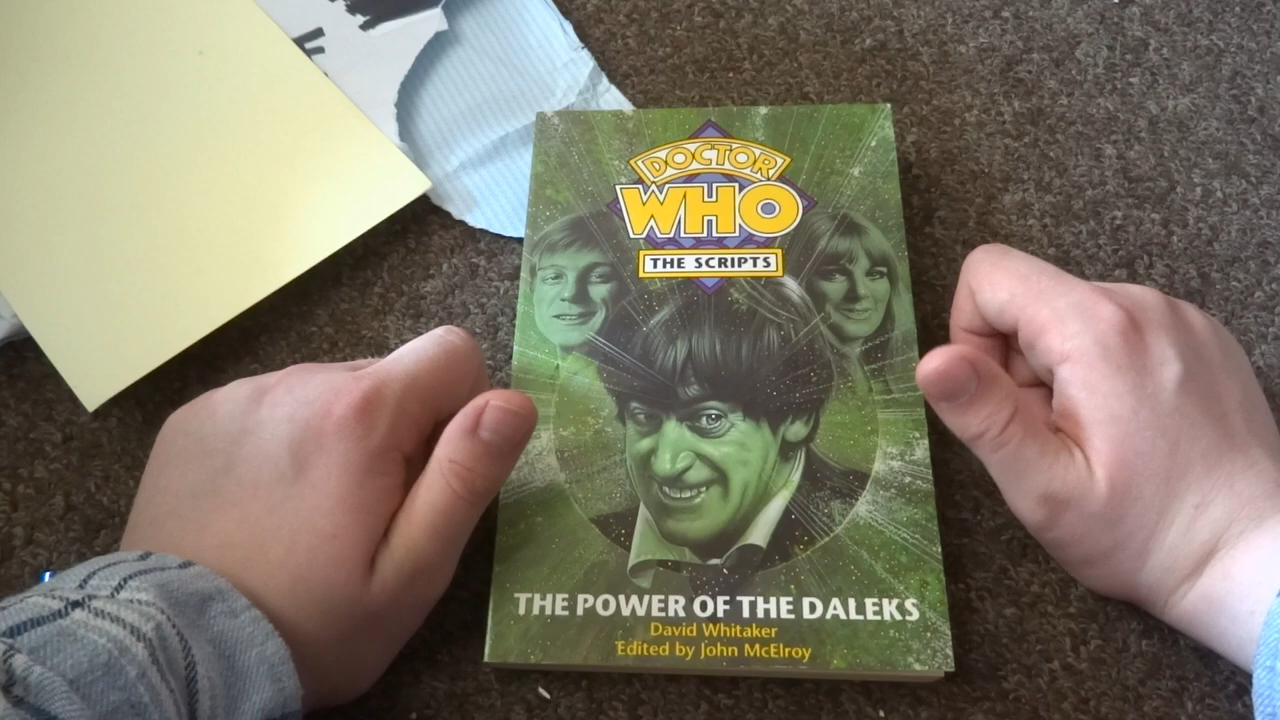 DOCTOR
WHO
THE SCRIPTS
THE POWER OF THE DALEKS
David Whitaker
Edited by John McElroy